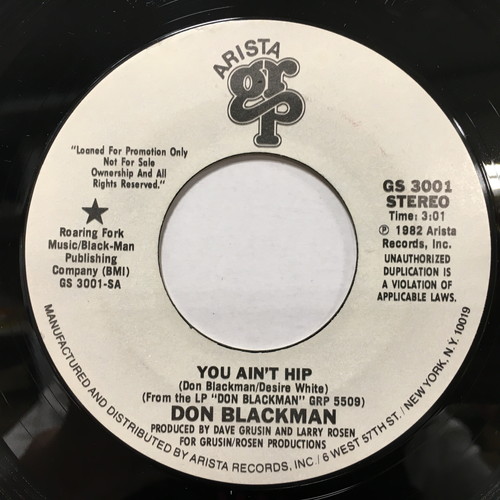 ARISTA
grp
"Loaned For Promotion Only
Not For Sale
Ownership And All
Rights Reserved."
Roaring Fork
Music/Black-Man
Publishing
Company (BMI)
GS 3001-SA
GS 3001
STEREO
Time: 3:01
℗ 1982 Arista
Records, Inc.
UNAUTHORIZED
DUPLICATION IS
A VIOLATION OF
APPLICABLE LAWS.
YOU AIN'T HIP
(Don Blackman/Desire White)
(From the LP "DON BLACKMAN" GRP 5509)
DON BLACKMAN
PRODUCED BY DAVE GRUSIN AND LARRY ROSEN
FOR GRUSIN/ROSEN PRODUCTIONS
MANUFACTURED AND DISTRIBUTED BY ARISTA RECORDS, INC./6 WEST 57TH ST./NEW YORK, N.Y. 10019